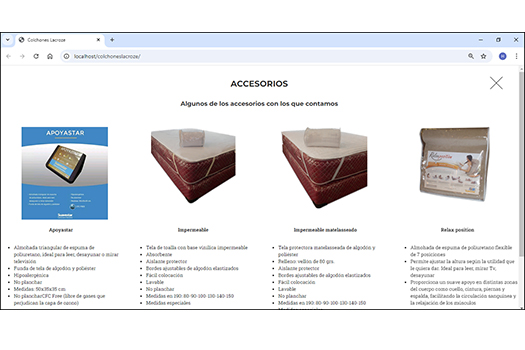 Colchones Lacroze
localhost/colchoneslacroze/
ACCESORIOS
Algunos de los accesorios con los que contamos
APOYASTAR
Apoyastar
Almohada triangular de espuma de
poliuretano, ideal para leer, desayunar o mirar
televisión
Funda de tela de algodón y poliester
Hipoalergénica
No planchar
Medidas: 50x35x35 cm
No planchar/CFC Free (libre de gases que
perjudican la capa de ozono)
Impermeable
Tela de toalla con base vinílica impermeable
Absorbente
Aislante protector
Bordes ajustables de algodón elastizados
Fácil colocación
Lavable
No planchar
Medidas en 190: 80-90-100-130-140-150
Medidas especiales
Impermeable matelasseado
Tela protectora matelaseada de algodón y
poliéster
Relleno vellón de 80 grs.
Aislante protector
Bordes ajustables de algodón elastizados
Fácil colocación
Lavable
No planchar
Medidas en 190: 80-90-100-130-140-150
Medidas especiales
Relax position
Almohadilla de espuma de poliuretano flexible
de 7 posiciones
Permite ajustar la altura según la utilidad que
le quiera dar. Ideal para leer, mirar Tv,
desayunar
Proporciona un nuevo apoyo en distintas zonas
del cuerpo como cuello, cintura, piernas y
espalda, facilitando la circulación sanguínea y
la relajación de los músculos